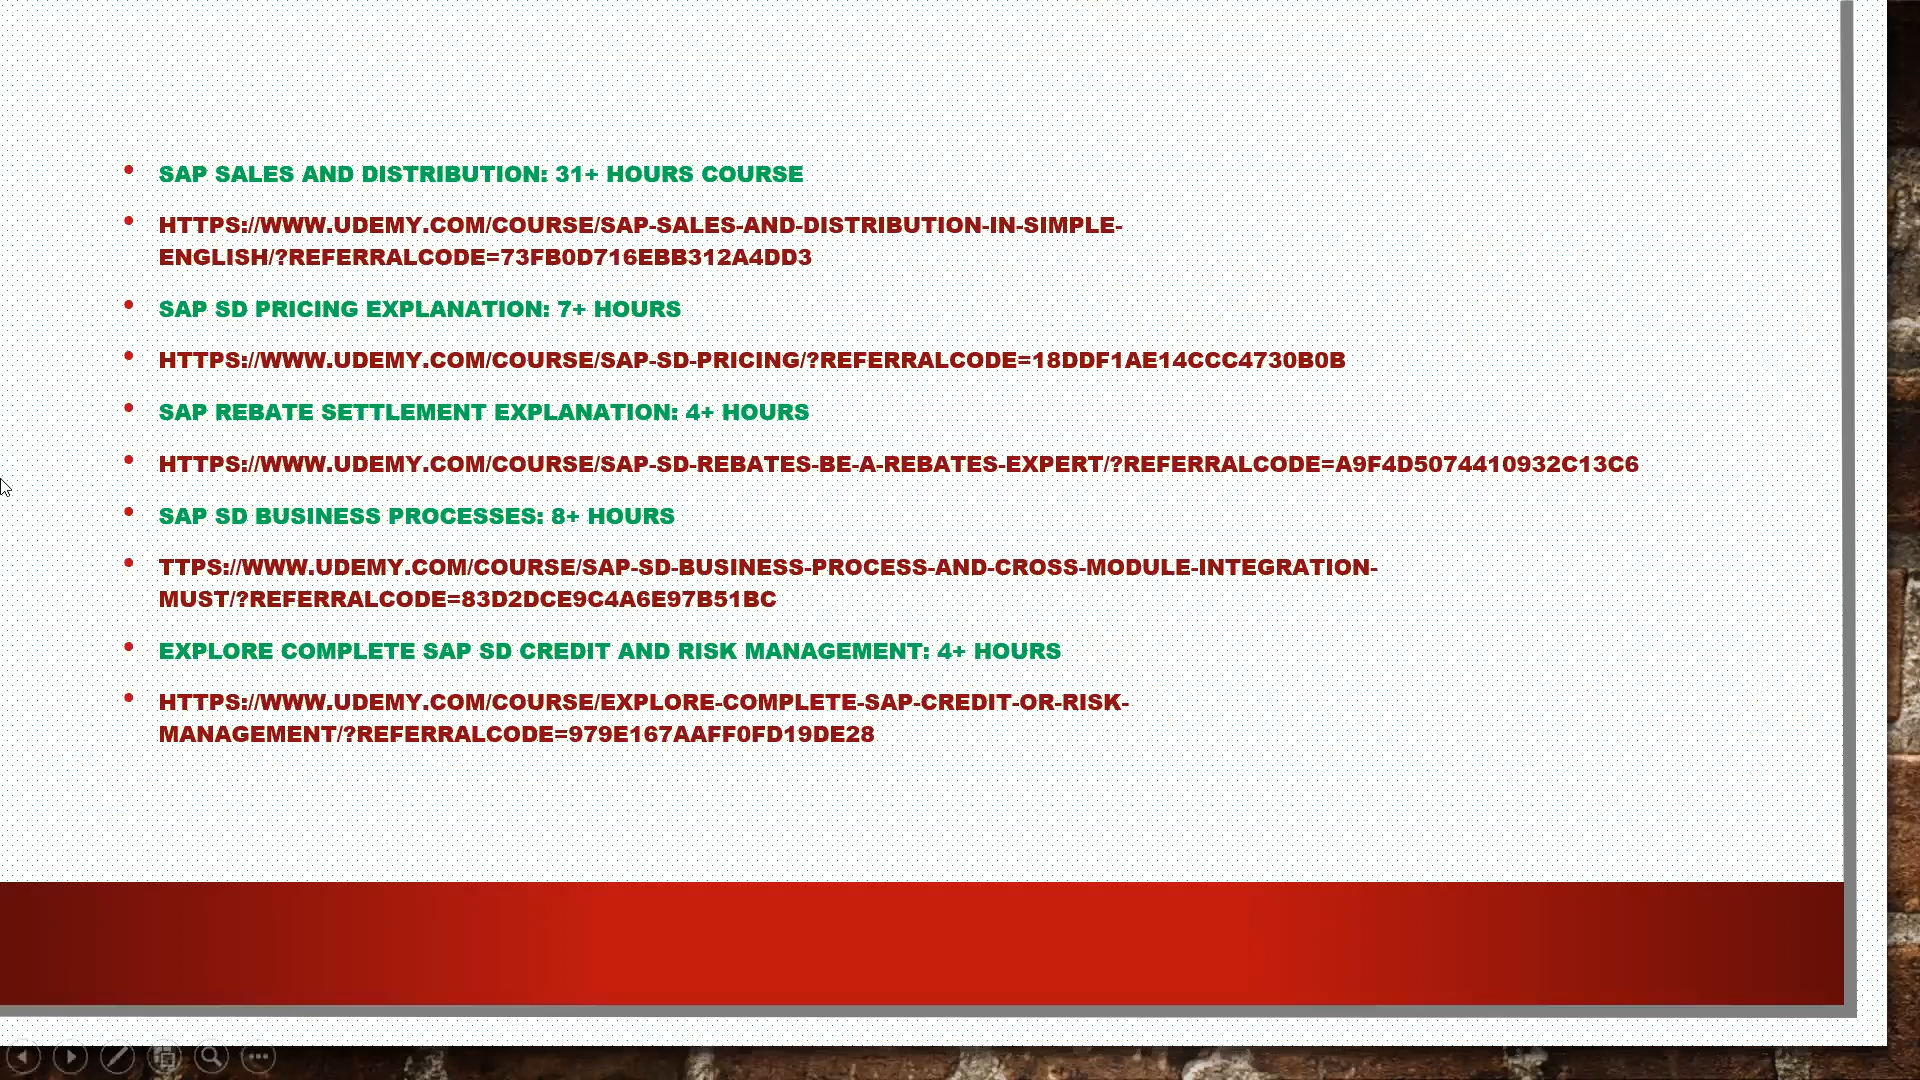 SAP SALES AND DISTRIBUTION: 31+ HOURS COURSE
HTTPS://WWW.UDEMY.COM/COURSE/SAP-SALES-AND-DISTRIBUTION-IN-SIMPLE-
ENGLISH/?REFERRALCODE=73FB0D716EBB312A4DD3
SAP SD PRICING EXPLANATION: 7+ HOURS
HTTPS://WWW.UDEMY.COM/COURSE/SAP-SD-PRICING/?REFERRALCODE=18DDF1AE14CCC4730B0B
SAP REBATE SETTLEMENT EXPLANATION: 4+ HOURS
HTTPS://WWW.UDEMY.COM/COURSE/SAP-SD-REBATES-BE-A-REBATES-EXPERT/?REFERRALCODE=A9F4D5074410932C13C6
SAP SD BUSINESS PROCESSES: 8+ HOURS
TTPS://WWW.UDEMY.COM/COURSE/SAP-SD-BUSINESS-PROCESS-AND-CROSS-MODULE-INTEGRATION-
MUST/?REFERRALCODE=83D2DCE9C4A6E97B51BC
EXPLORE COMPLETE SAP SD CREDIT AND RISK MANAGEMENT: 4+ HOURS
HTTPS://WWW.UDEMY.COM/COURSE/EXPLORE-COMPLETE-SAP-CREDIT-OR-RISK-
MANAGEMENT/?REFERRALCODE=979E167AAFF0FD19DE28